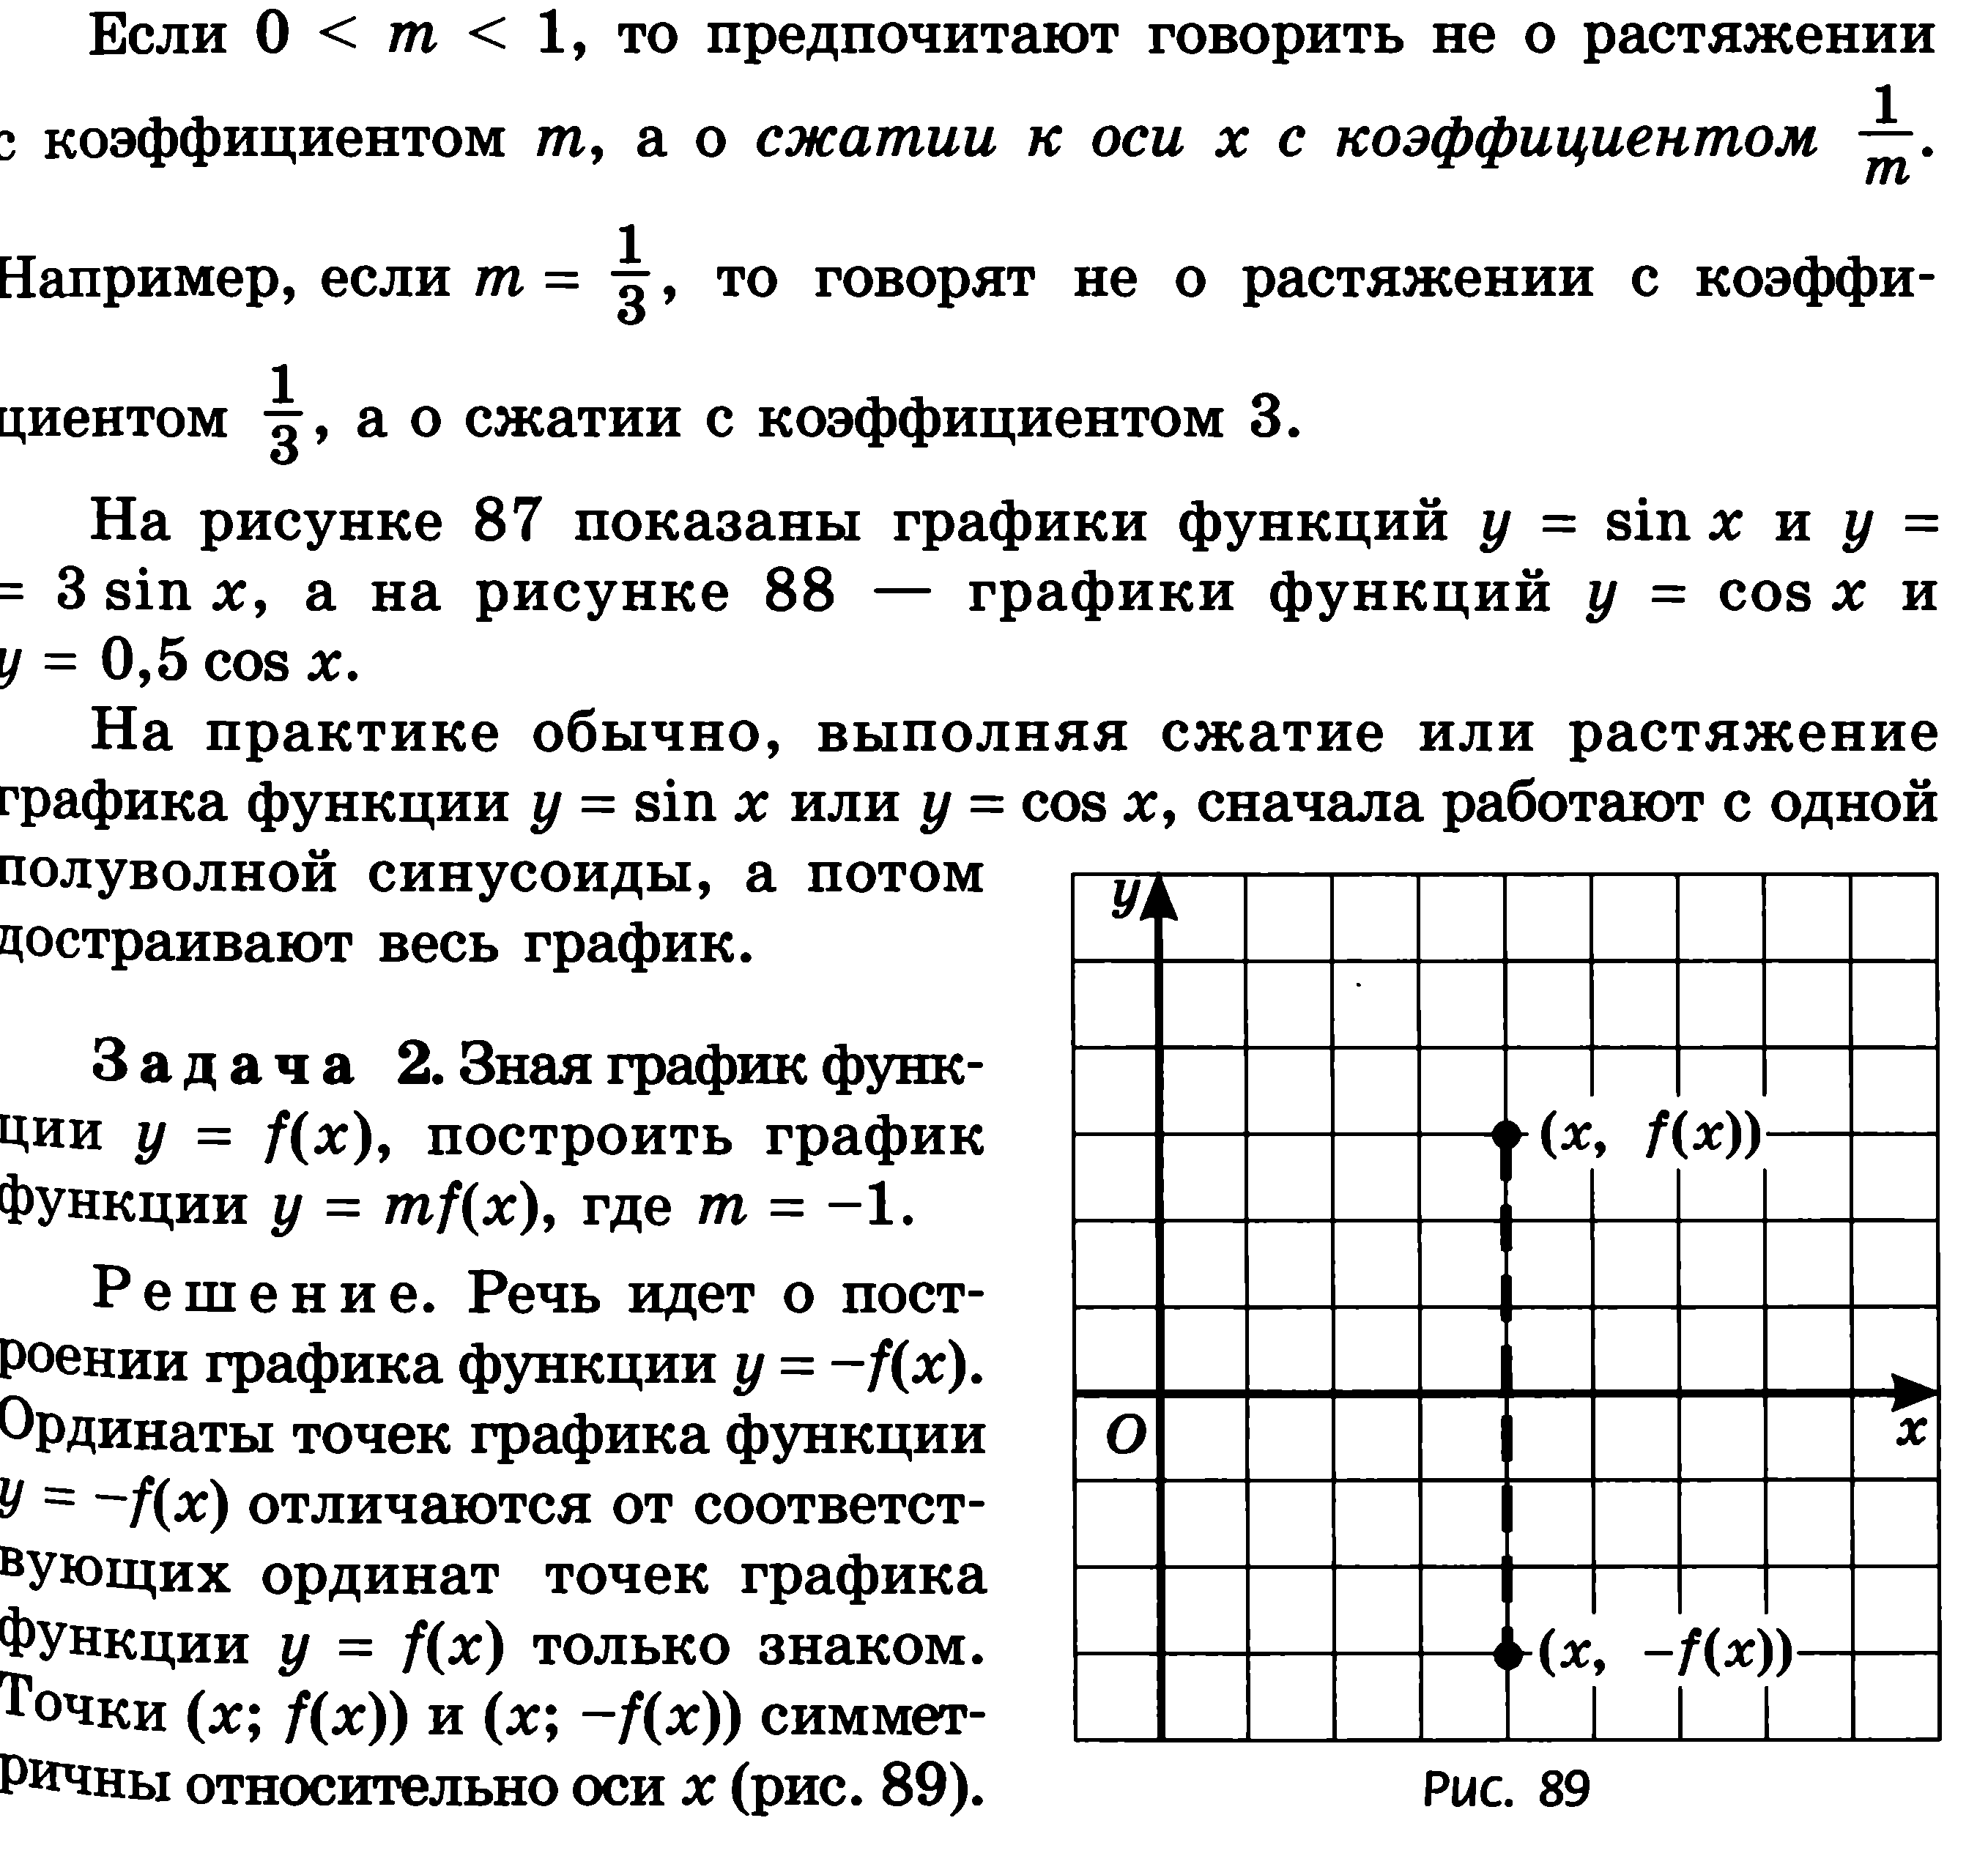 Если 0 < m < 1, то предпочитают говорить не о растяжении
с коэффициентом m, а о сжатии к оси x с коэффициентом 1/m.
Например, если m = 1/3, то говорят не о растяжении с коэффи-
циентом 1/3, а о сжатии с коэффициентом 3.
На рисунке 87 показаны графики функций y = sin x и y =
= 3 sin x, а на рисунке 88 — графики функций y = cos x и
y = 0,5 cos x.
На практике обычно, выполняя сжатие или растяжение
графика функции y = sin x или y = cos x, сначала работают с одной
полуволной синусоиды, а потом
достраивают весь график.
Задача 2. Зная график функ-
ции y = f(x), построить график
функции y = mf(x), где m = −1.
Решение. Речь идет о пост-
роении графика функции y = −f(x).
Ординаты точек графика функции
y = −f(x) отличаются от соответст-
вующих ординат точек графика
функции y = f(x) только знаком.
Точки (x; f(x)) и (x; −f(x)) симмет-
ричны относительно оси x (рис. 89).
y
(x, f(x))
O
x
(x, −f(x))
Рис. 89